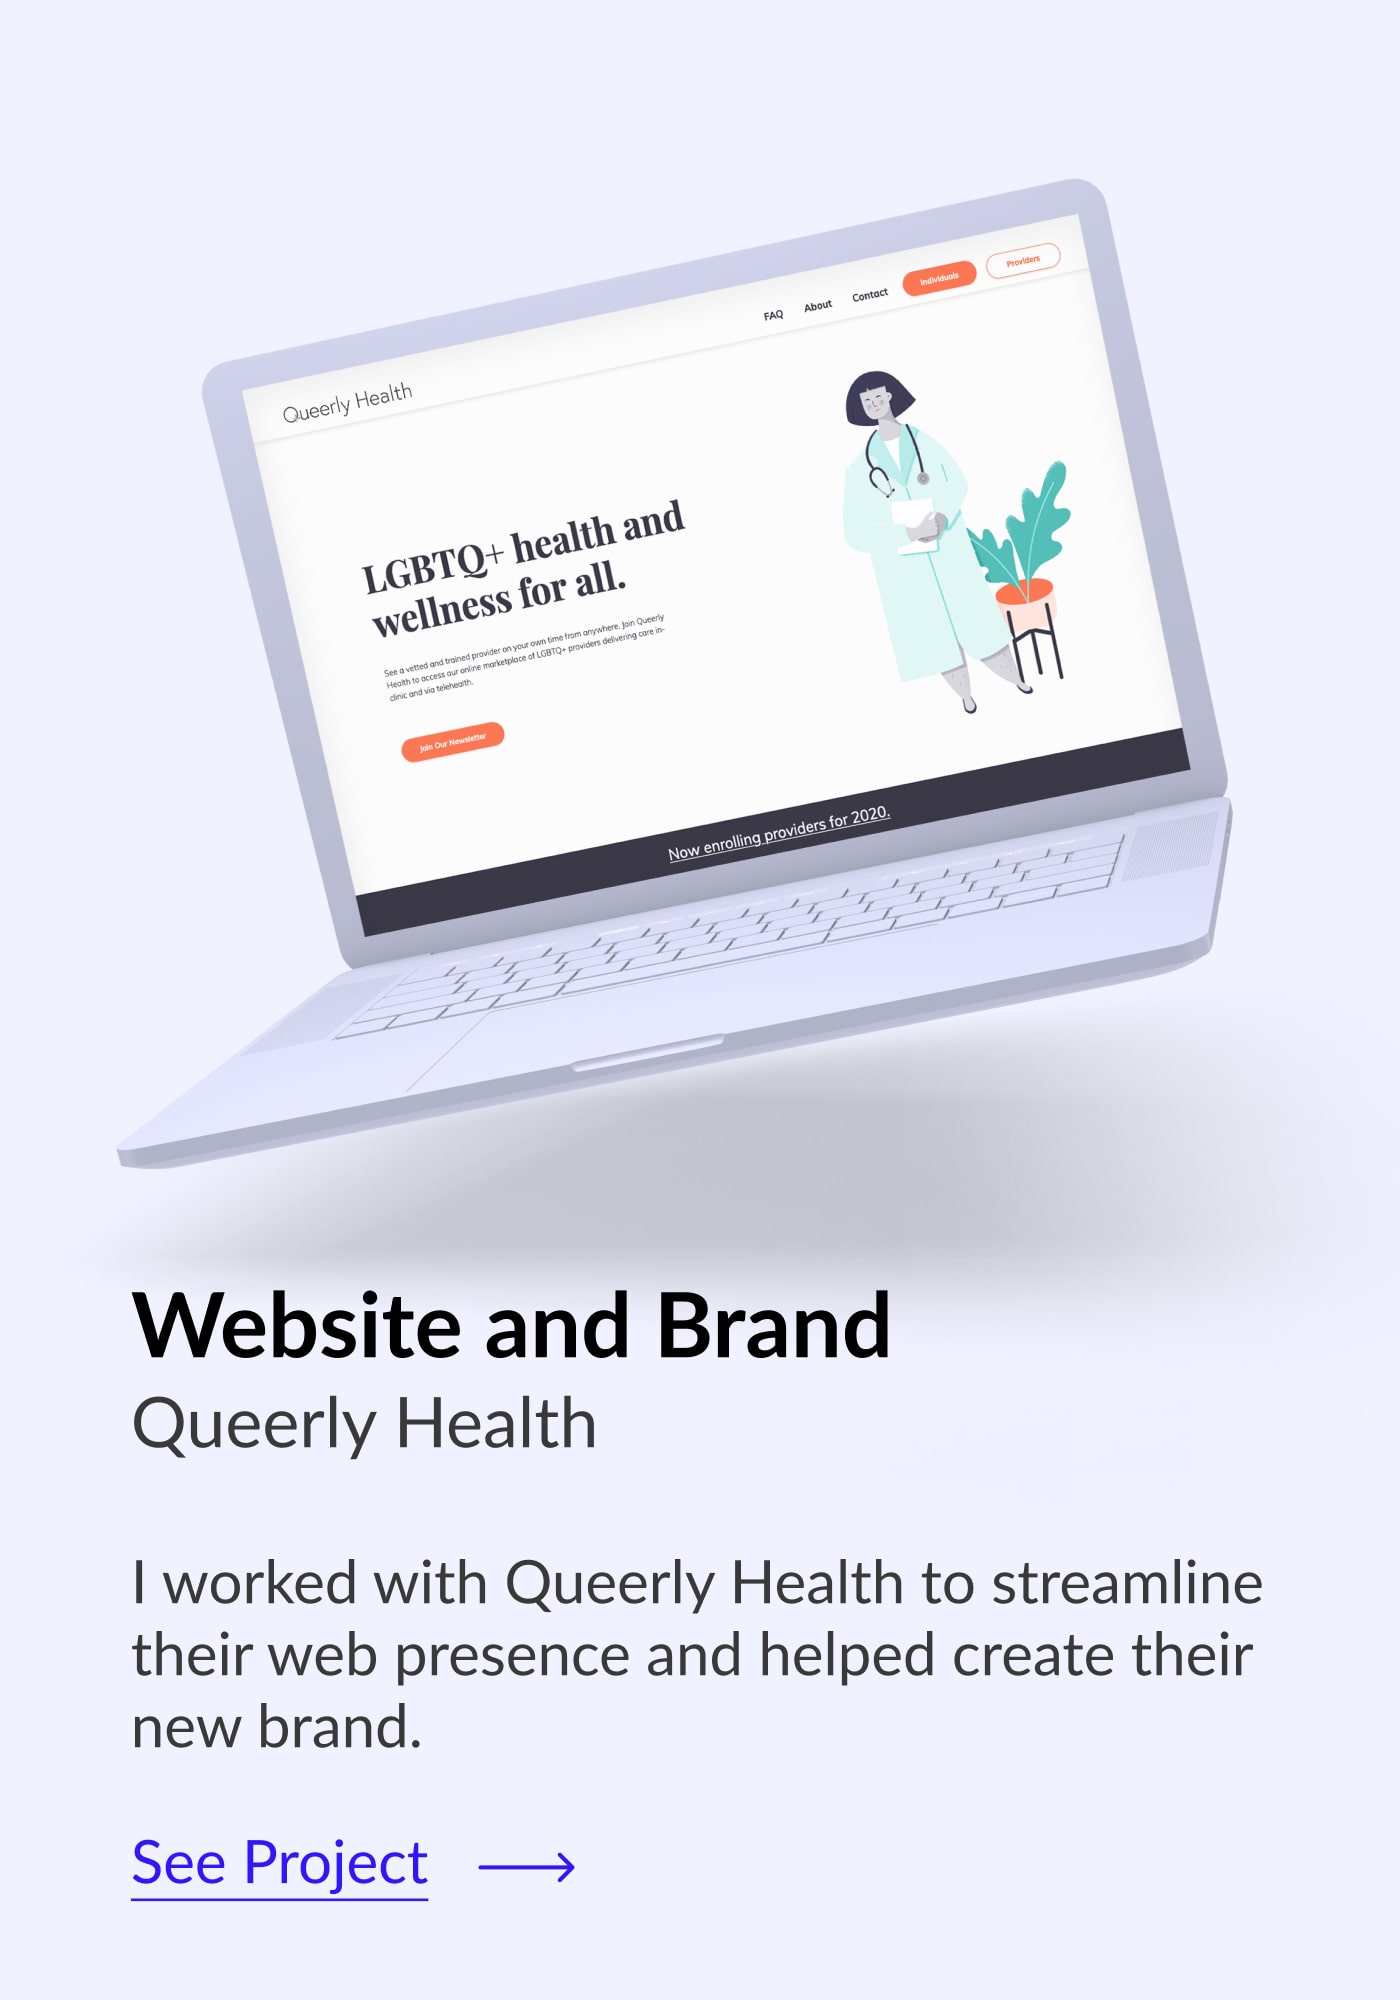 Queerly Health
FAQ
About
Contact
Individuals
Providers
LGBTQ+ health and
wellness for all.
See a vetted and trained provider on your own time from anywhere. Join Queerly
Health to access our online marketplace of LGBTQ+ providers delivering care in-
clinic and via telehealth.
Join Our Newsletter
Now enrolling providers for 2020.
Website and Brand
Queerly Health
I worked with Queerly Health to streamline
their web presence and helped create their
new brand.
See Project